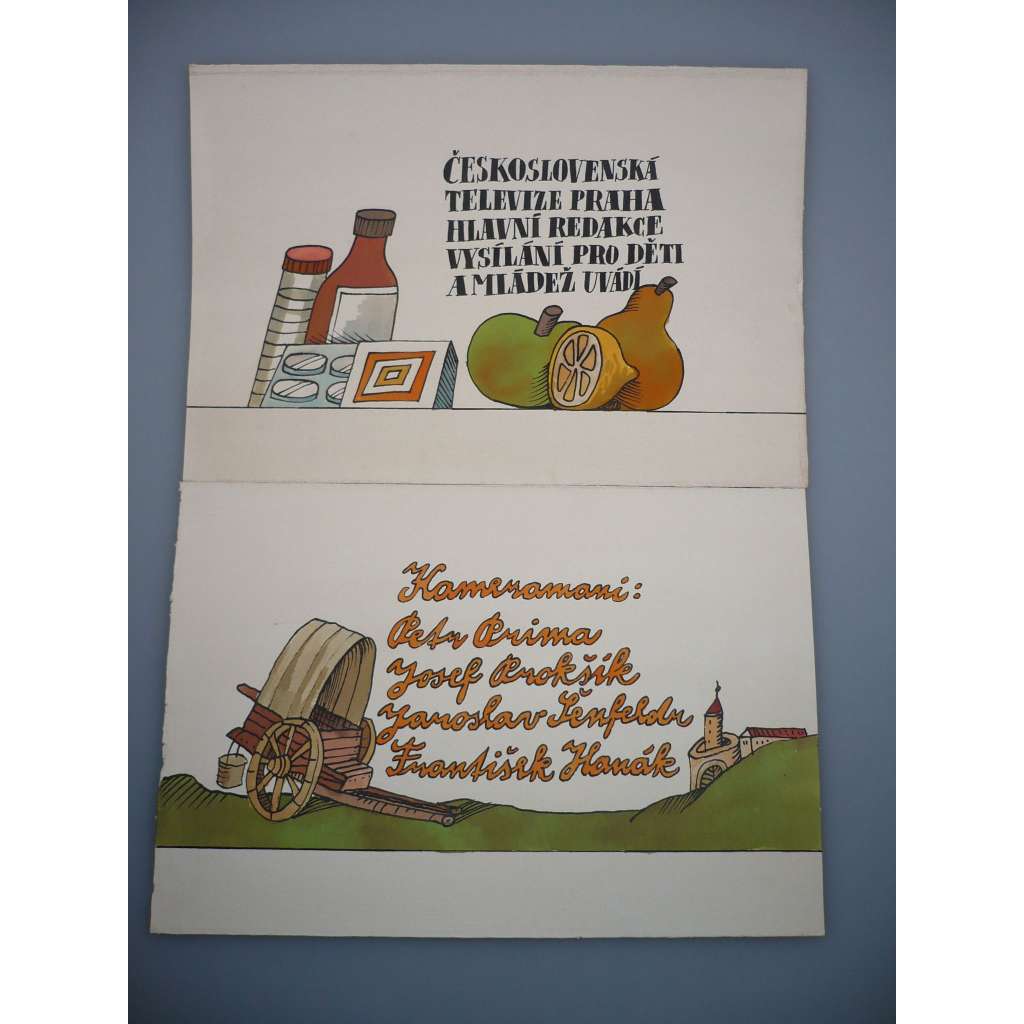 ČESKOSLOVENSKÁ
TELEVIZE PRAHA
HLAVNÍ REDAKCE
VYSÍLÁNÍ PRO DĚTI
A MLÁDEŽ UVÁDÍ
Kameramani:
Petr Prima
Josef Prokšík
Jaroslav Šenfeldr
František Hanák